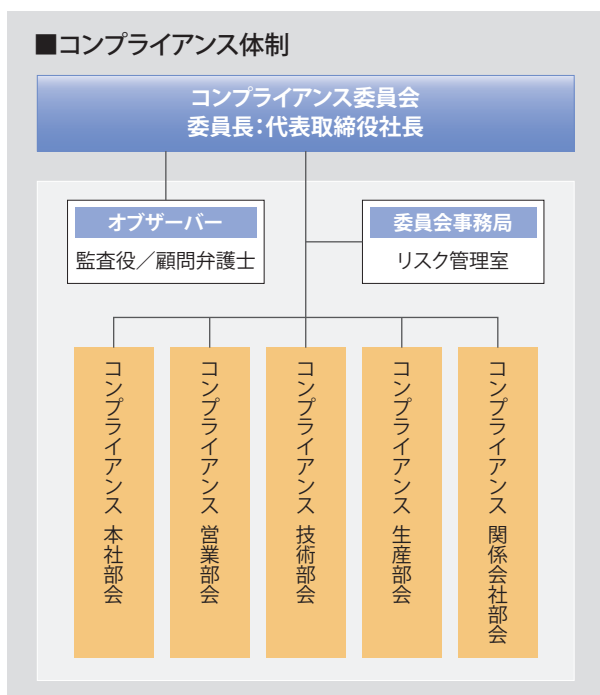 ■コンプライアンス体制
コンプライアンス委員会
委員長：代表取締役社長
オブザーバー
監査役／顧問弁護士
委員会事務局
リスク管理室
コンプライアンス 本社部会
コンプライアンス 営業部会
コンプライアンス 技術部会
コンプライアンス 生産部会
コンプライアンス 関係会社部会